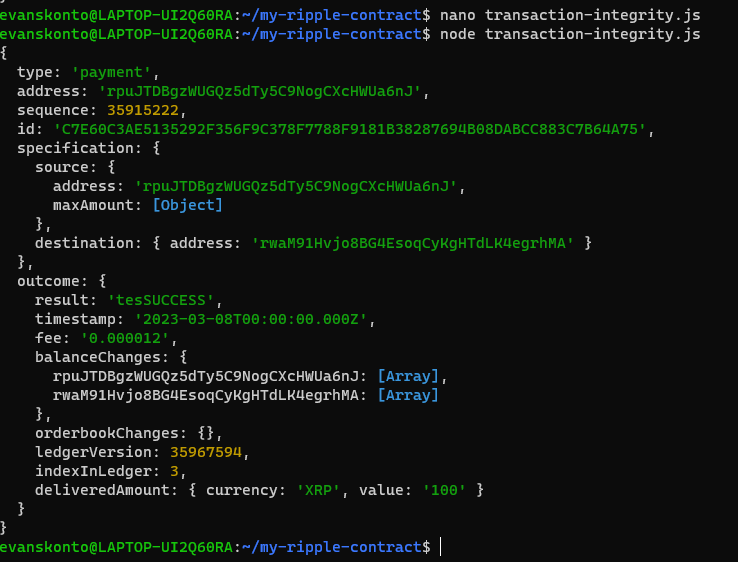 evanskonto@LAPTOP-UI2Q60RA:~/my-ripple-contract$ nano transaction-integrity.js
evanskonto@LAPTOP-UI2Q60RA:~/my-ripple-contract$ node transaction-integrity.js
{
  type: 'payment',
  address: 'rpuJTDBgzWUGQz5dTy5C9NogCXcHWUa6nJ',
  sequence: 35915222,
  id: 'C7E60C3AE5135292F356F9C378F7788F9181B38287694B08DABCC883C7B64A75',
  specification: {
    source: {
      address: 'rpuJTDBgzWUGQz5dTy5C9NogCXcHWUa6nJ',
      maxAmount: [Object]
    },
    destination: { address: 'rwaM91Hvjo8BG4EsoqCyKgHTdLK4egrhMA' }
  },
  outcome: {
    result: 'tesSUCCESS',
    timestamp: '2023-03-08T00:00:00.000Z',
    fee: '0.000012',
    balanceChanges: {
      rpuJTDBgzWUGQz5dTy5C9NogCXcHWUa6nJ: [Array],
      rwaM91Hvjo8BG4EsoqCyKgHTdLK4egrhMA: [Array]
    },
    orderbookChanges: {},
    ledgerVersion: 35967594,
    indexInLedger: 3,
    deliveredAmount: { currency: 'XRP', value: '100' }
  }
}
evanskonto@LAPTOP-UI2Q60RA:~/my-ripple-contract$